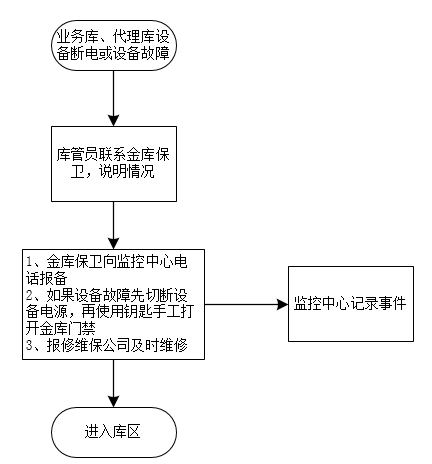 业务库、代理库设
备断电或设备故障
库管员联系金库保
卫，说明情况
1、金库保卫向监控中心电
话报备
2、如果设备故障先切断设
备电源，再使用钥匙手工打
开金库门禁
3、报修维保公司及时维修
监控中心记录事件
进入库区